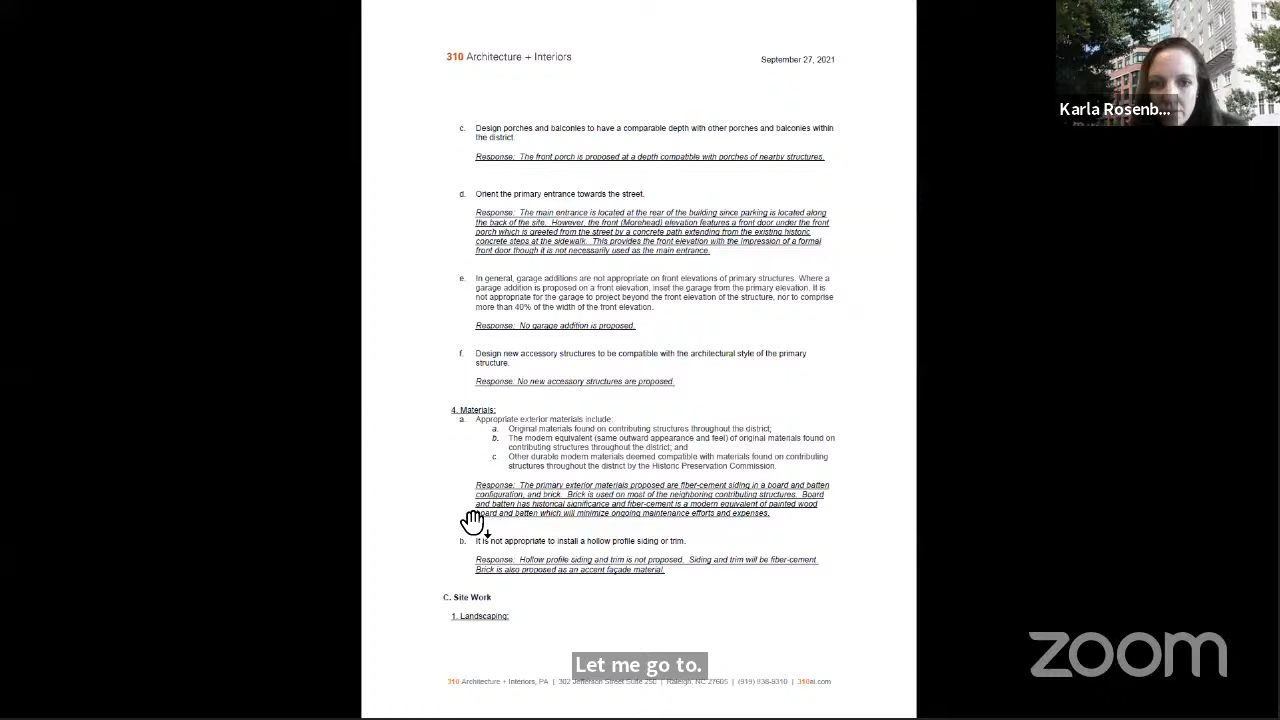 310 Architecture + Interiors
September 27, 2021
Karla Rosenb...
c. Design porches and balconies to have a comparable depth with other porches and balconies within
the district.
Response: The front porch is proposed at a depth compatible with porches of nearby structures.
d. Orient the primary entrance towards the street.
Response: The main entrance is located at the rear of the building since parking is located along
the back of the site. However, the front (Morehead) elevation features a front door under the front
porch which is greeted from the street by a concrete path extending from the existing historic
concrete steps at the sidewalk. This provides the front elevation with the impression of a formal
front door though it is not necessarily used as the main entrance.
e. In general, garage additions are not appropriate on front elevations of primary structures. Where a
garage addition is proposed on a front elevation, inset the garage from the primary elevation. It is
not appropriate for the garage to project beyond the front elevation of the structure, nor to comprise
more than 40% of the width of the front elevation.
Response: No garage addition is proposed.
f. Design new accessory structures to be compatible with the architectural style of the primary
structure.
Response: No new accessory structures are proposed.
4. Materials:
a. Appropriate exterior materials include:
a. Original materials found on contributing structures throughout the district;
b. The modern equivalent (same outward appearance and feel) of original materials found on
contributing structures throughout the district; and
c. Other durable modern materials deemed compatible with materials found on contributing
structures throughout the district by the Historic Preservation Commission.
Response: The primary exterior materials proposed are fiber-cement siding in a board and batten
configuration, and brick. Brick is used on most of the neighboring contributing structures. Board
and batten has historical significance and fiber-cement is a modern equivalent of painted wood
board and batten which will minimize ongoing maintenance efforts and expenses.
b. It is not appropriate to install a hollow profile siding or trim.
Response: Hollow profile siding and trim is not proposed. Siding and trim will be fiber-cement.
Brick is also proposed as an accent façade material.
C. Site Work
1. Landscaping:
zoom
Let me go to.
310 Architecture + Interiors, PA | 302 Jefferson Street Suite 250 | Raleigh, NC 27605 | (919) 838-9310 | 310ai.com